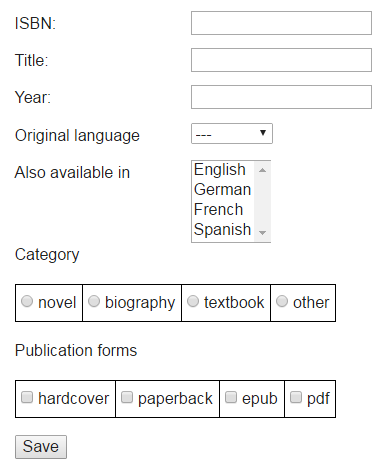 ISBN:
Title:
Year:
Original language ---
Also available in English
German
French
Spanish
Category
novel biography textbook other
Publication forms
hardcover paperback epub pdf
Save